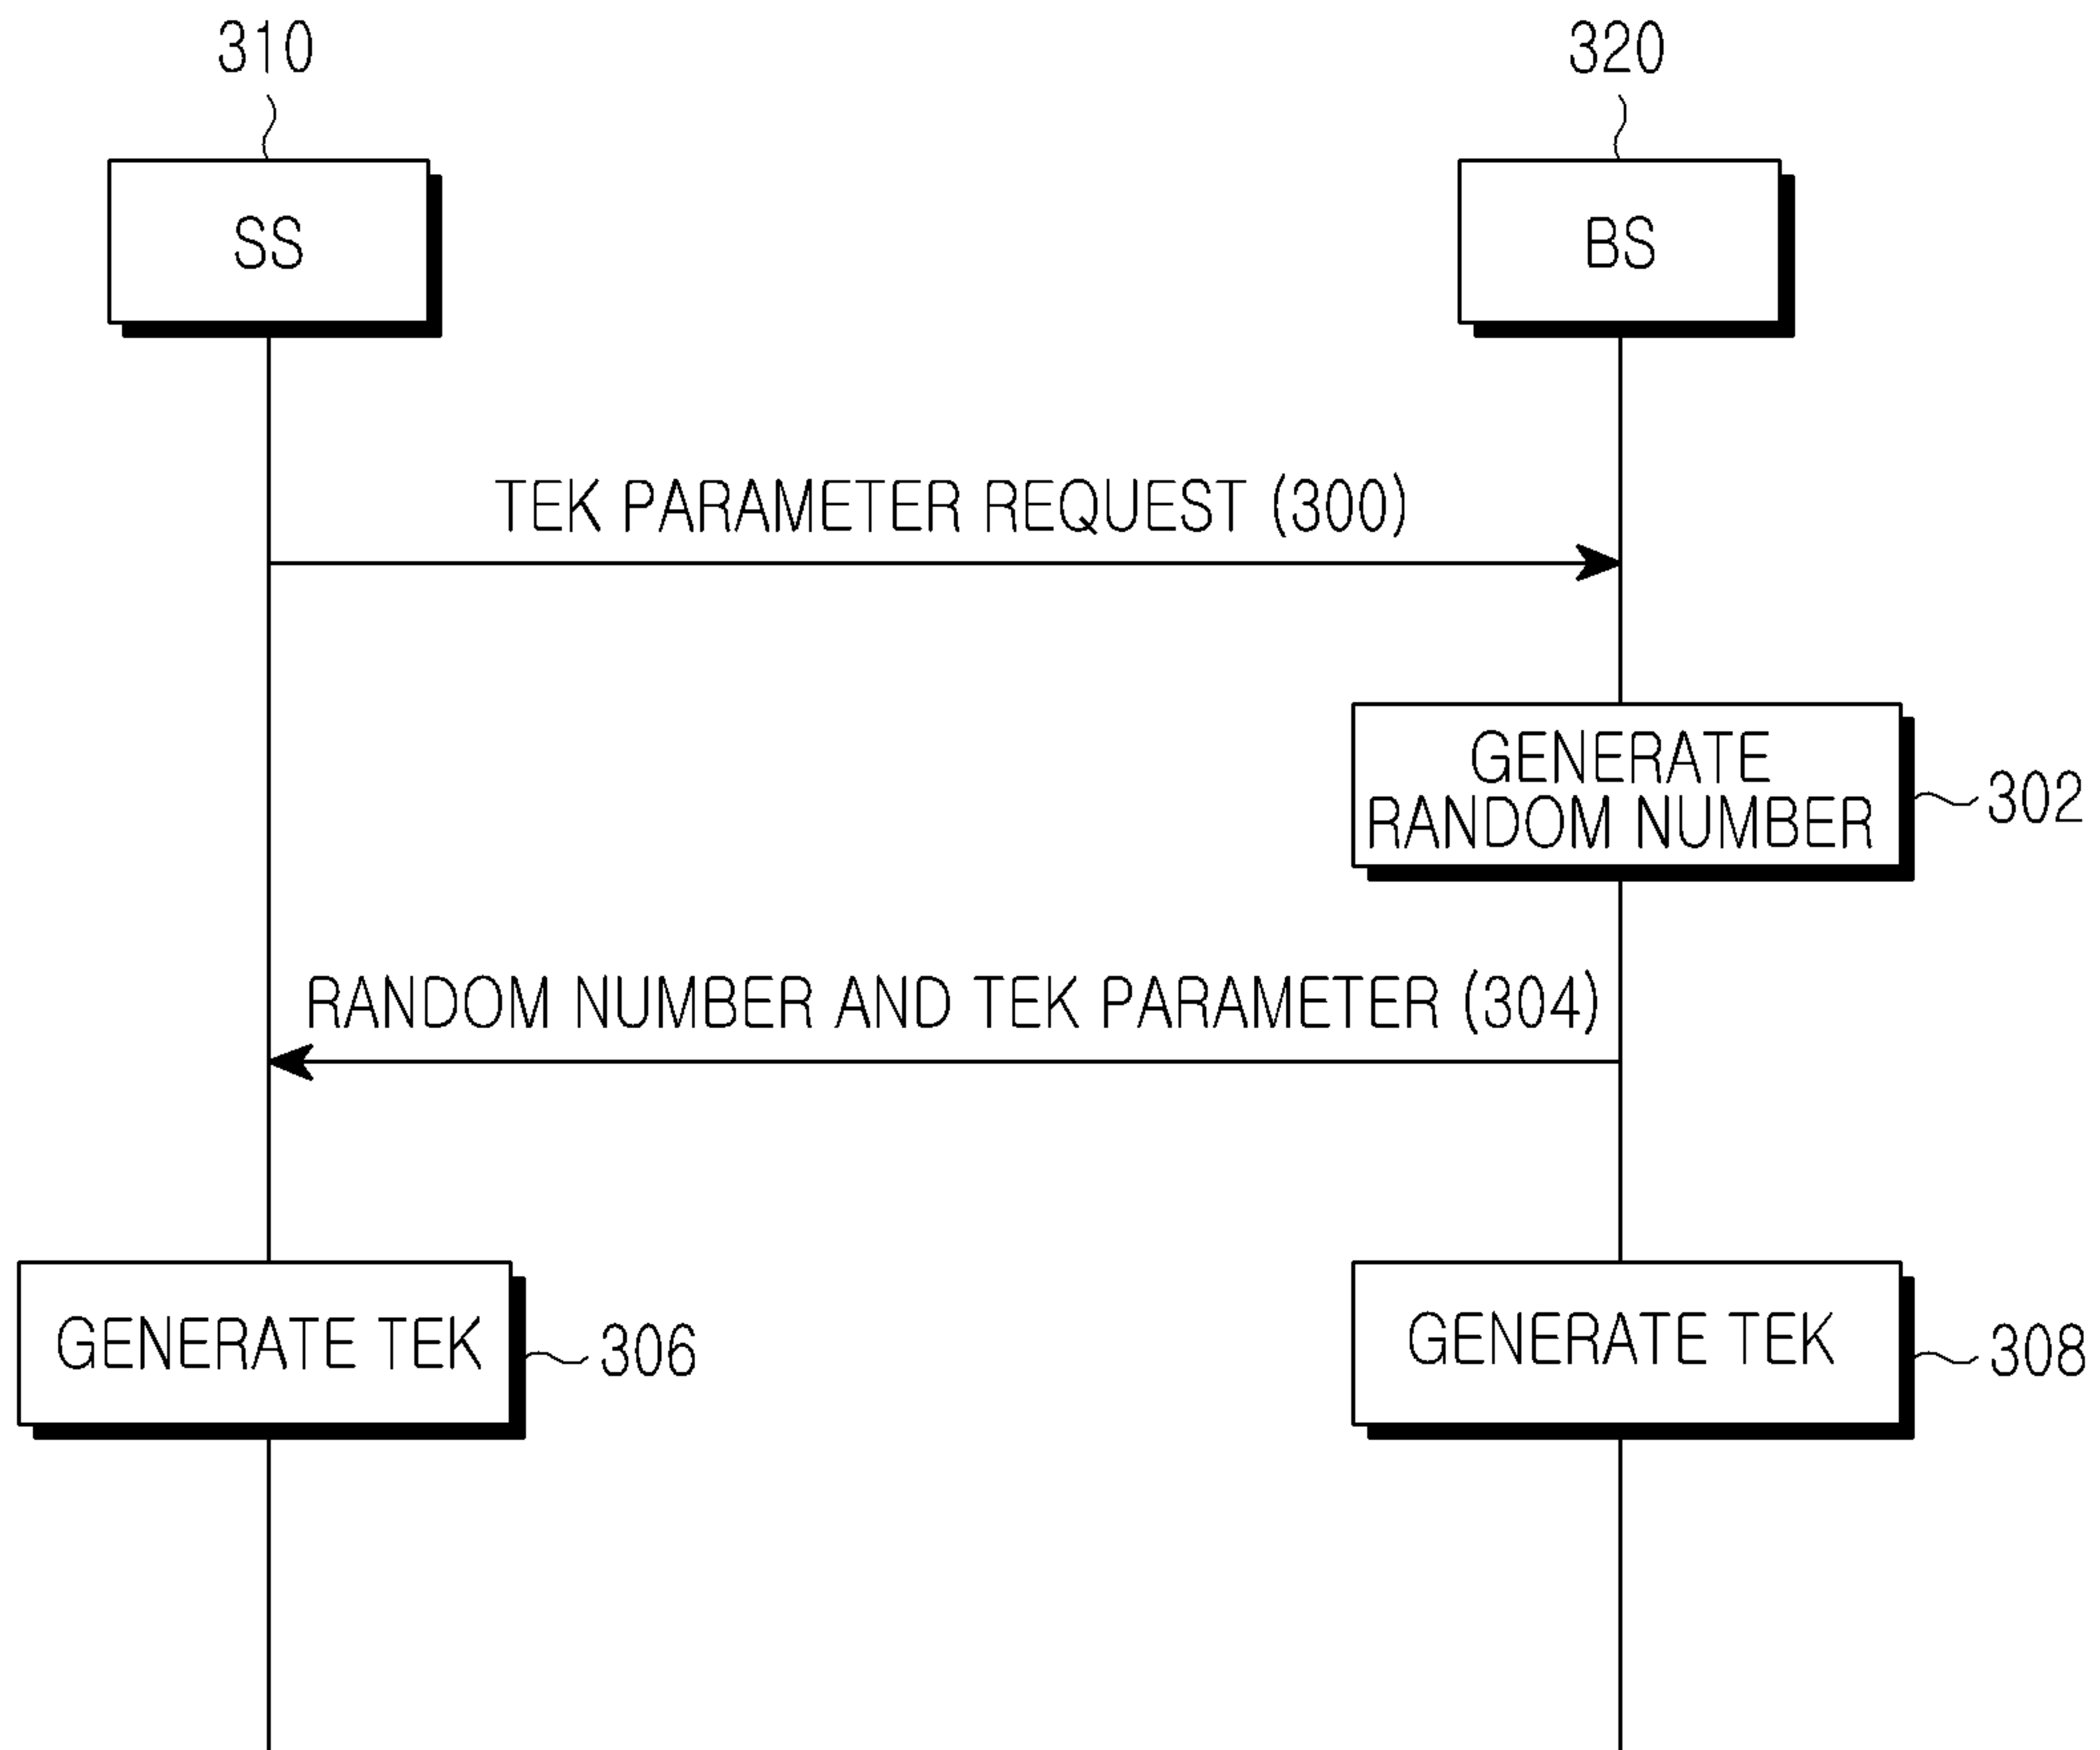 310
320
SS
BS
TEK PARAMETER REQUEST (300)
GENERATE
RANDOM NUMBER
302
RANDOM NUMBER AND TEK PARAMETER (304)
GENERATE TEK
306
GENERATE TEK
308